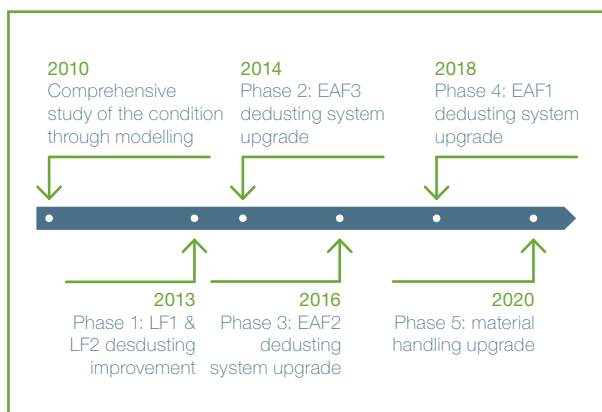 2010
Comprehensive
study of the condition
through modelling
2014
Phase 2: EAF3
dedusting system
upgrade
2018
Phase 4: EAF1
dedusting system
upgrade
2013
Phase 1: LF1 &
LF2 desdusting
improvement
2016
Phase 3: EAF2
dedusting
system upgrade
2020
Phase 5: material
handling upgrade